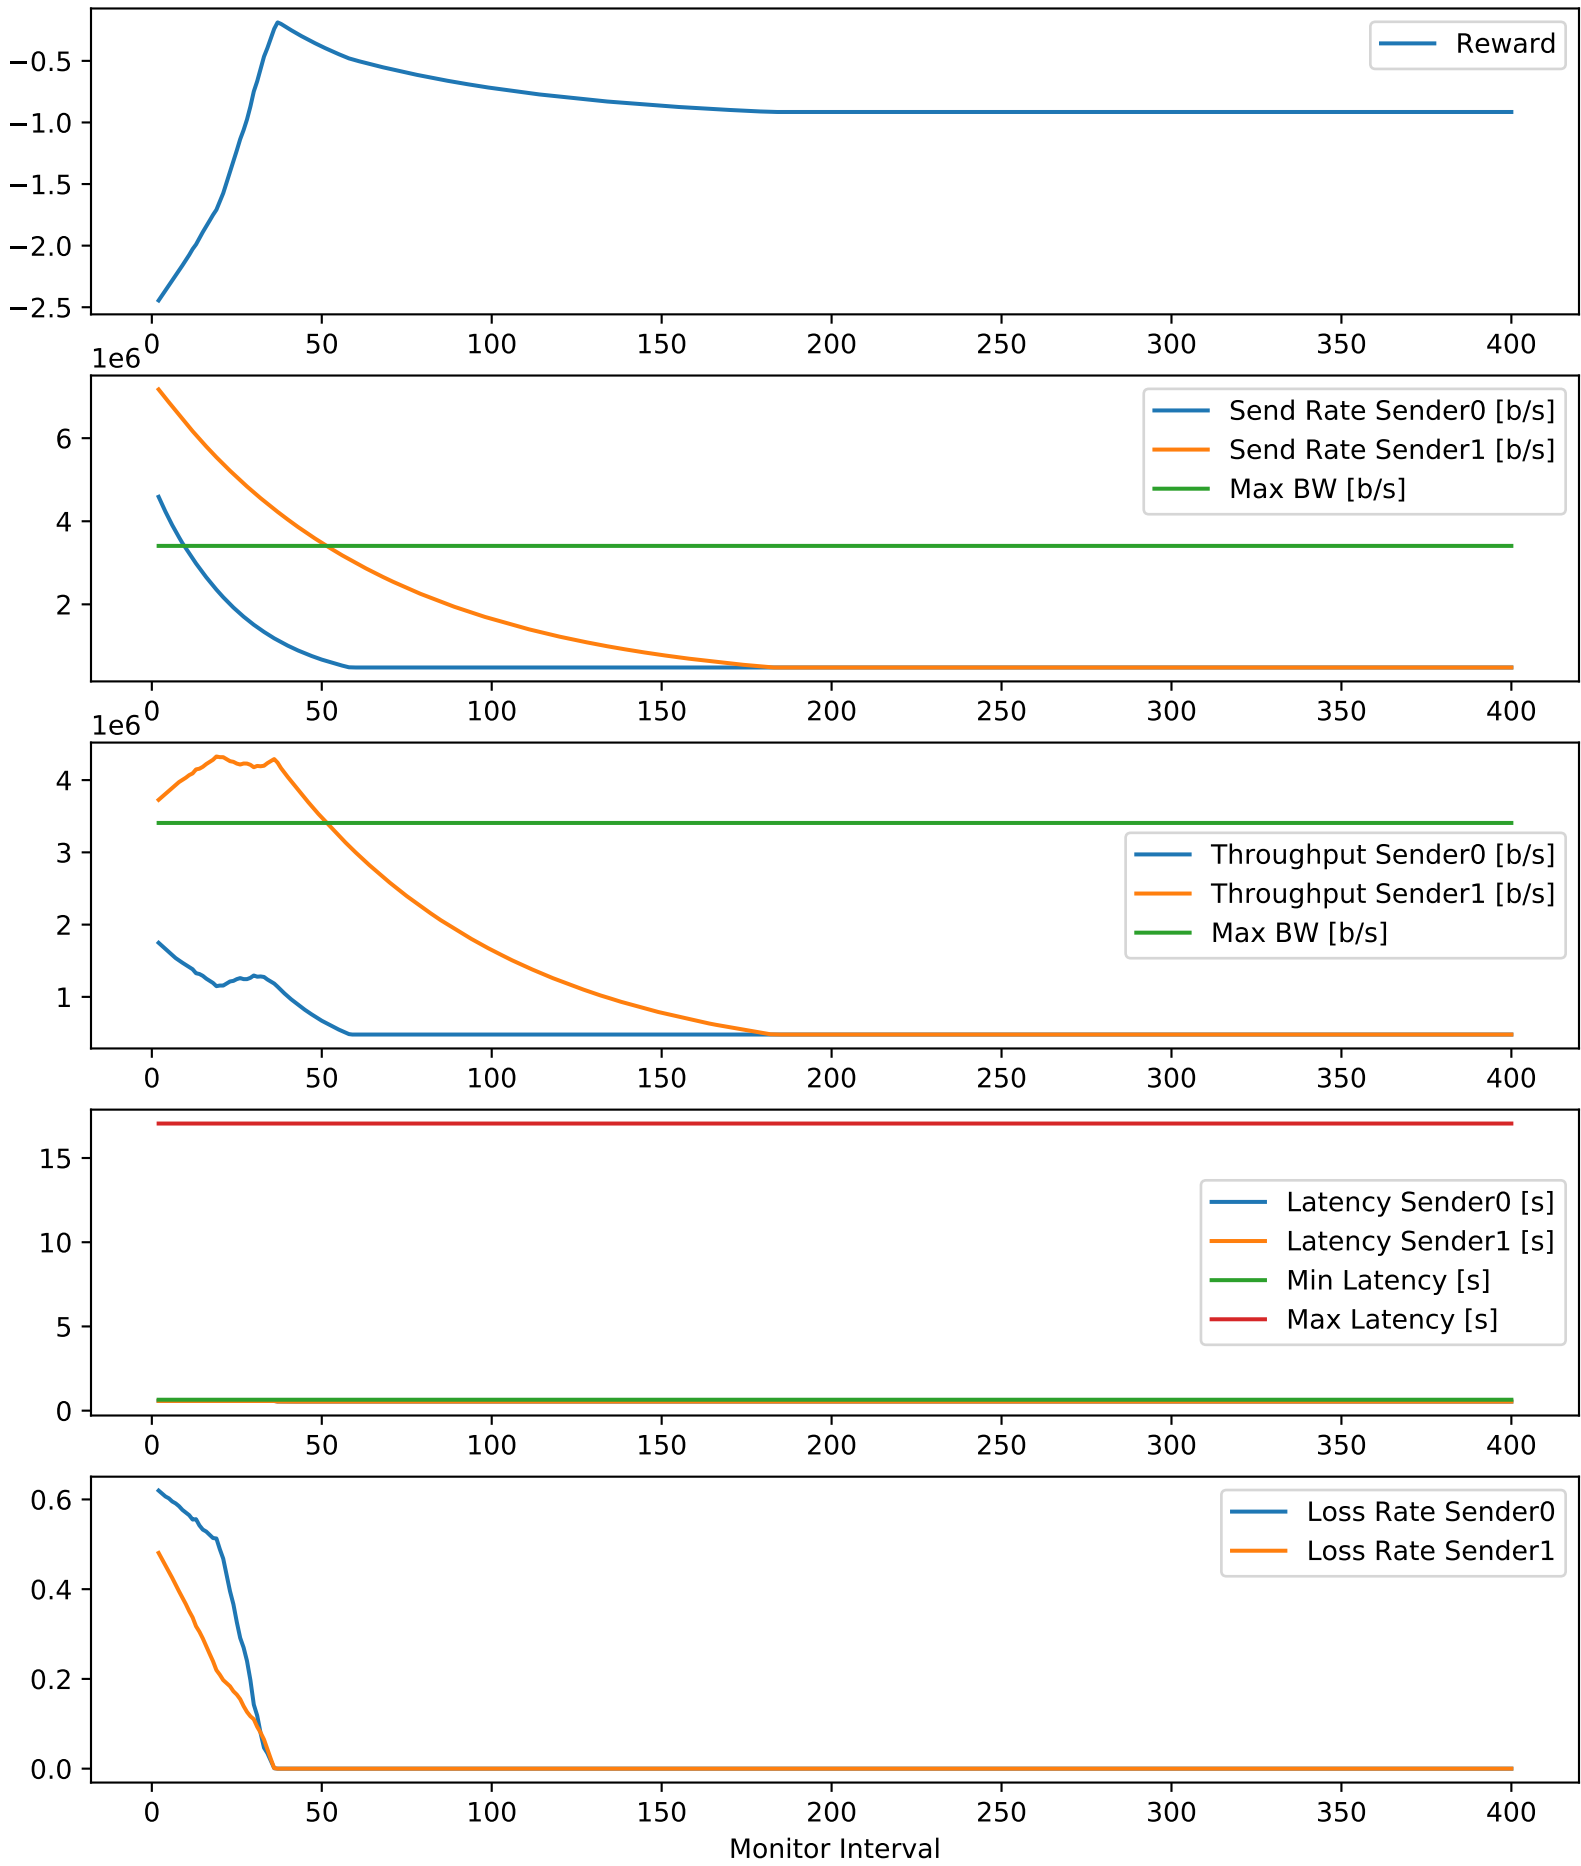 Reward
−0.5
−1.0
−1.5
−2.0
−2.5
0 50 100 150 200 250 300 350 400
1e6
Send Rate Sender0 [b/s]
Send Rate Sender1 [b/s]
Max BW [b/s]
6
4
2
0 50 100 150 200 250 300 350 400
1e6
4
3
2
1
Throughput Sender0 [b/s]
Throughput Sender1 [b/s]
Max BW [b/s]
0 50 100 150 200 250 300 350 400
15
10
5
0
Latency Sender0 [s]
Latency Sender1 [s]
Min Latency [s]
Max Latency [s]
0 50 100 150 200 250 300 350 400
0.6
0.4
0.2
0.0
Loss Rate Sender0
Loss Rate Sender1
0 50 100 150 200 250 300 350 400
Monitor Interval